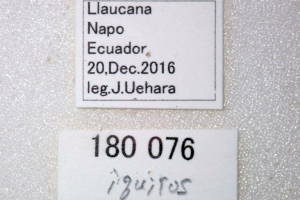 Llaucana
Napo
Ecuador
20,Dec.2016
leg.J.Uehara
180 076
iquitos